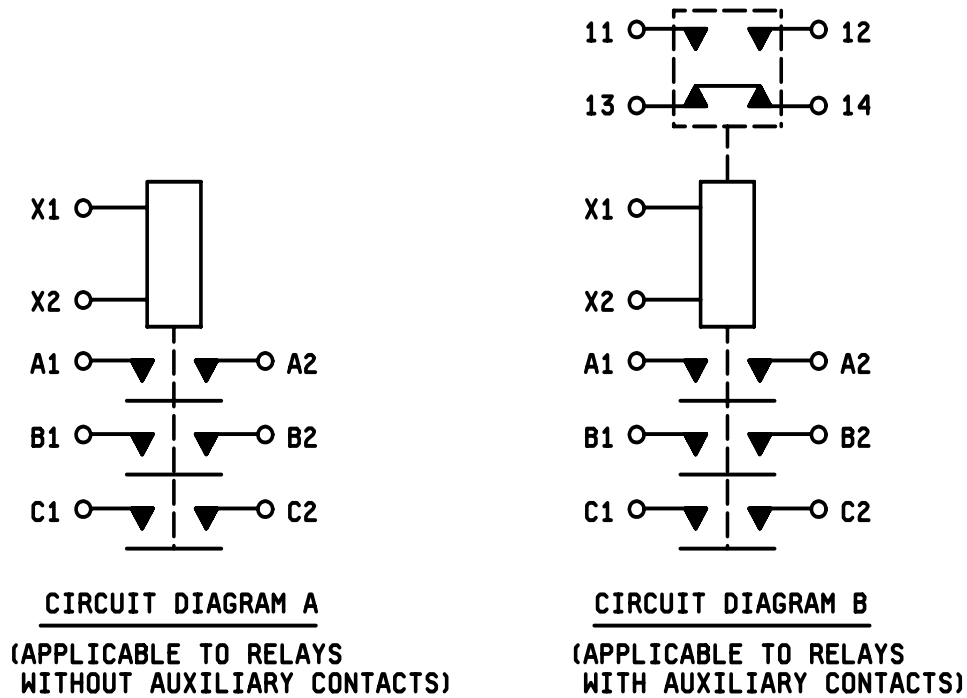 11 12
13 14
X1 X1
X2 X2
A1 A2 A1 A2
B1 B2 B1 B2
C1 C2 C1 C2
CIRCUIT DIAGRAM A CIRCUIT DIAGRAM B
(APPLICABLE TO RELAYS (APPLICABLE TO RELAYS
WITHOUT AUXILIARY CONTACTS) WITH AUXILIARY CONTACTS)